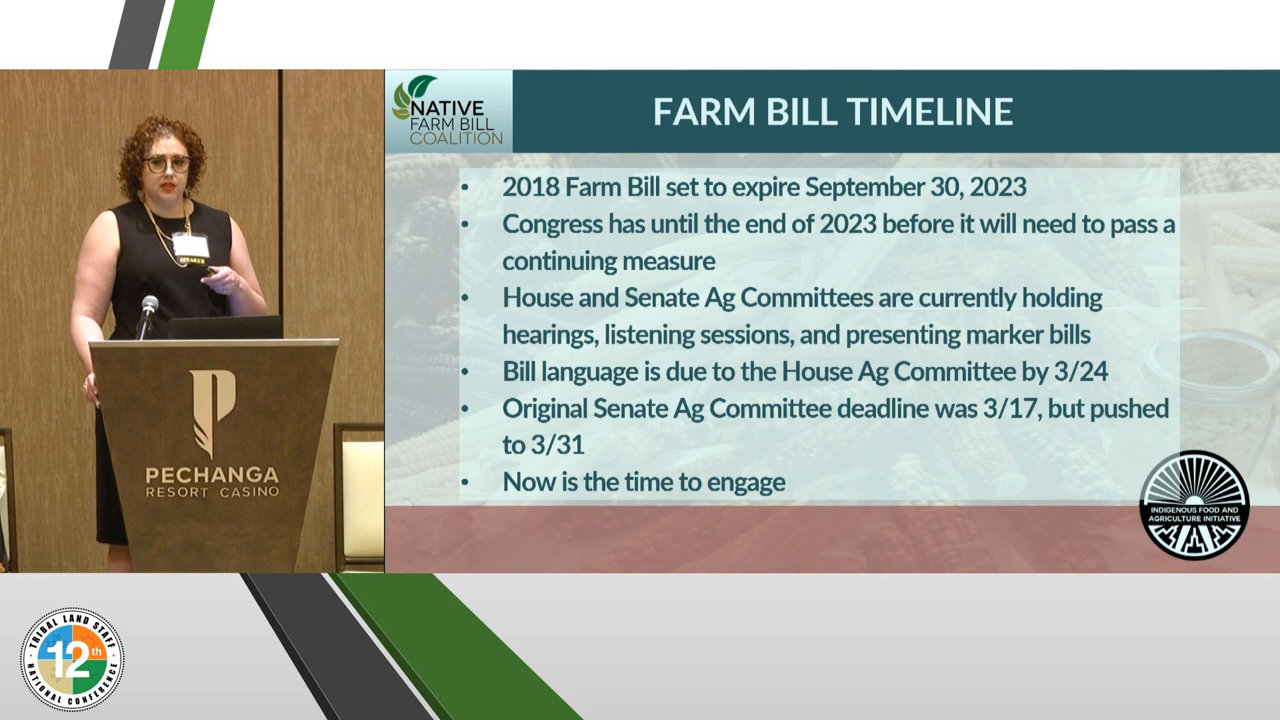 NATIVE
FARM BILL
COALITION
FARM BILL TIMELINE
• 2018 Farm Bill set to expire September 30, 2023
• Congress has until the end of 2023 before it will need to pass a
continuing measure
• House and Senate Ag Committees are currently holding
hearings, listening sessions, and presenting marker bills
• Bill language is due to the House Ag Committee by 3/24
• Original Senate Ag Committee deadline was 3/17, but pushed
to 3/31
• Now is the time to engage
INDIGENOUS FOOD AND
AGRICULTURE INITIATIVE
SPEAKER
PECHANGA
RESORT CASINO
TRIBAL LAND STAFF
12th
NATIONAL CONFERENCE